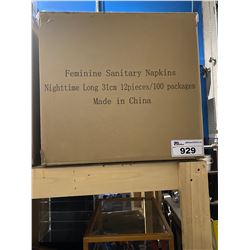 Feminine Sanitary Napkins
Nighttime Long 31cm 12pieces/100 packages
Made in China
929